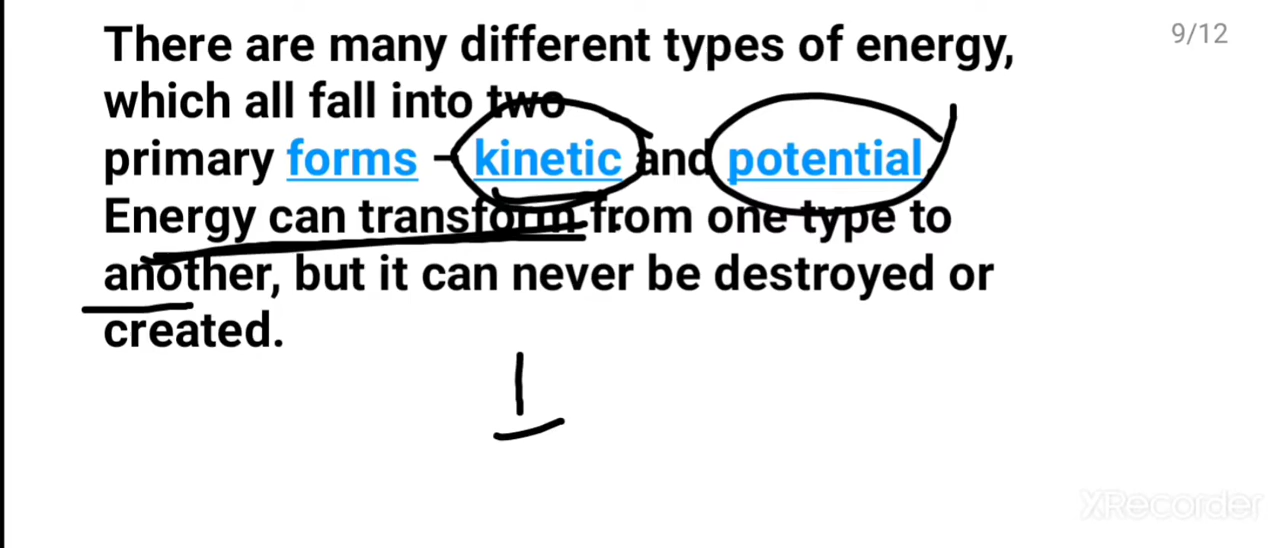 There are many different types of energy,
9/12
which all fall into two
primary forms – kinetic and potential.
Energy can transform from one type to
another, but it can never be destroyed or
created.
XRecorder